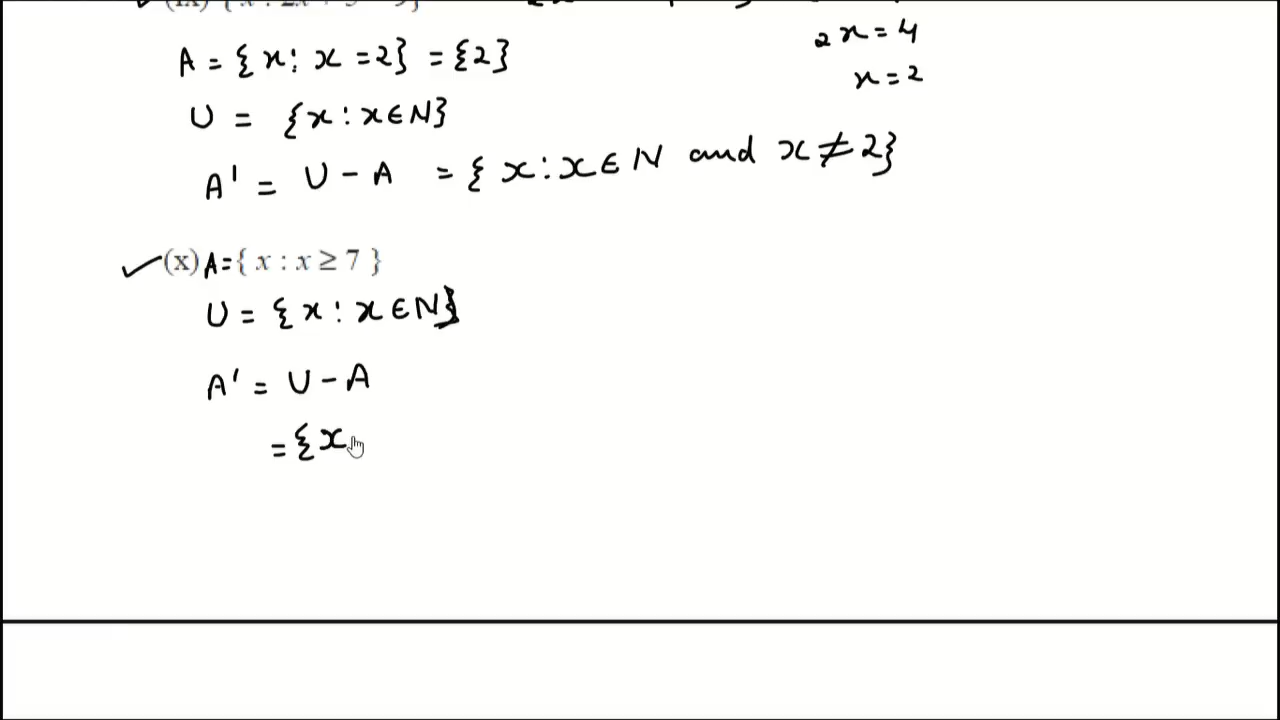 2x = 4
A = {x : x = 2} = {2}
x = 2
U = {x : x ∈ N}
A' = U - A = {x : x ∈ N and x ≠ 2}
(x) A = { x : x ≥ 7 }
U = {x : x ∈ N}
A' = U - A
= {x